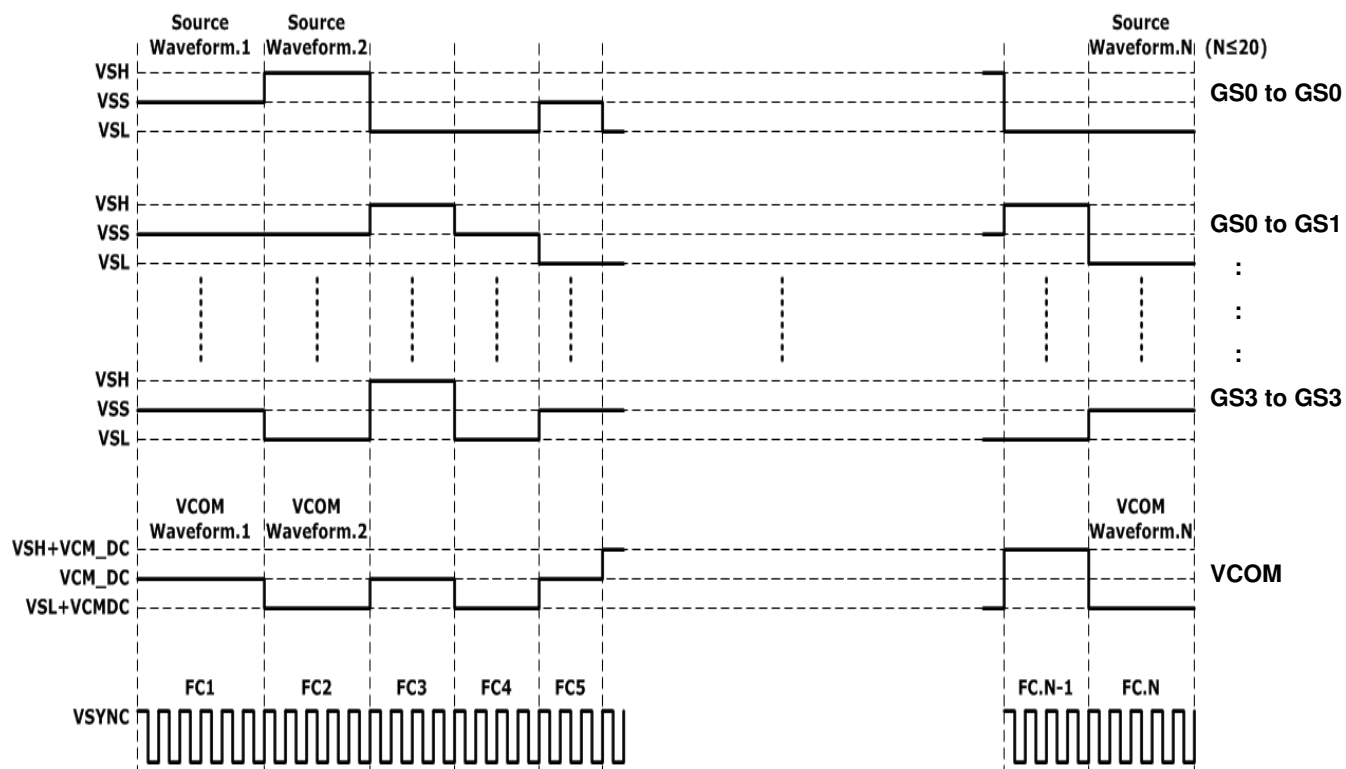 Source Waveform.1
Source Waveform.2
Source Waveform.N (N≤20)
VSH
VSS
VSL
GS0 to GS0
VSH
VSS
VSL
GS0 to GS1
:
:
:
VSH
VSS
VSL
GS3 to GS3
VCOM Waveform.1
VCOM Waveform.2
VCOM Waveform.N
VSH+VCM_DC
VCM_DC
VSL+VCMDC
VCOM
FC1 FC2 FC3 FC4 FC5 FC.N-1 FC.N
VSYNC